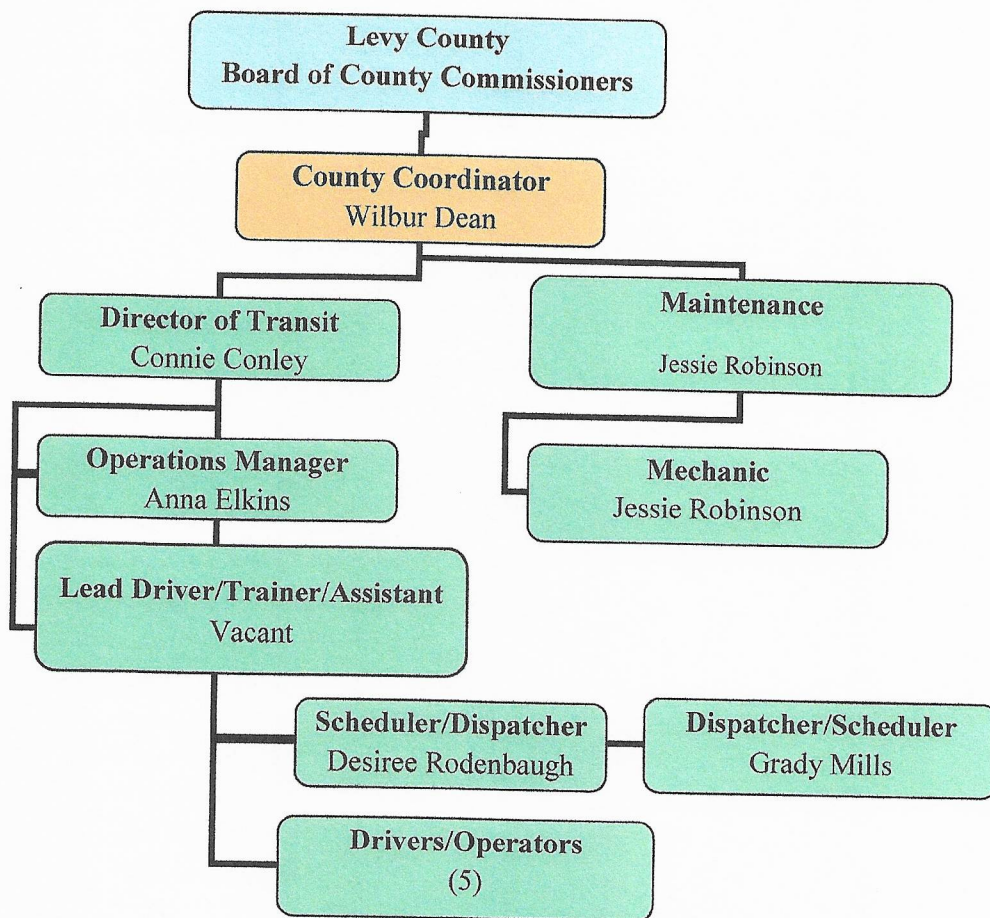 Levy County
Board of County Commissioners
County Coordinator
Wilbur Dean
Director of Transit
Connie Conley
Maintenance
Jessie Robinson
Operations Manager
Anna Elkins
Mechanic
Jessie Robinson
Lead Driver/Trainer/Assistant
Vacant
Scheduler/Dispatcher
Desiree Rodenbaugh
Dispatcher/Scheduler
Grady Mills
Drivers/Operators
(5)